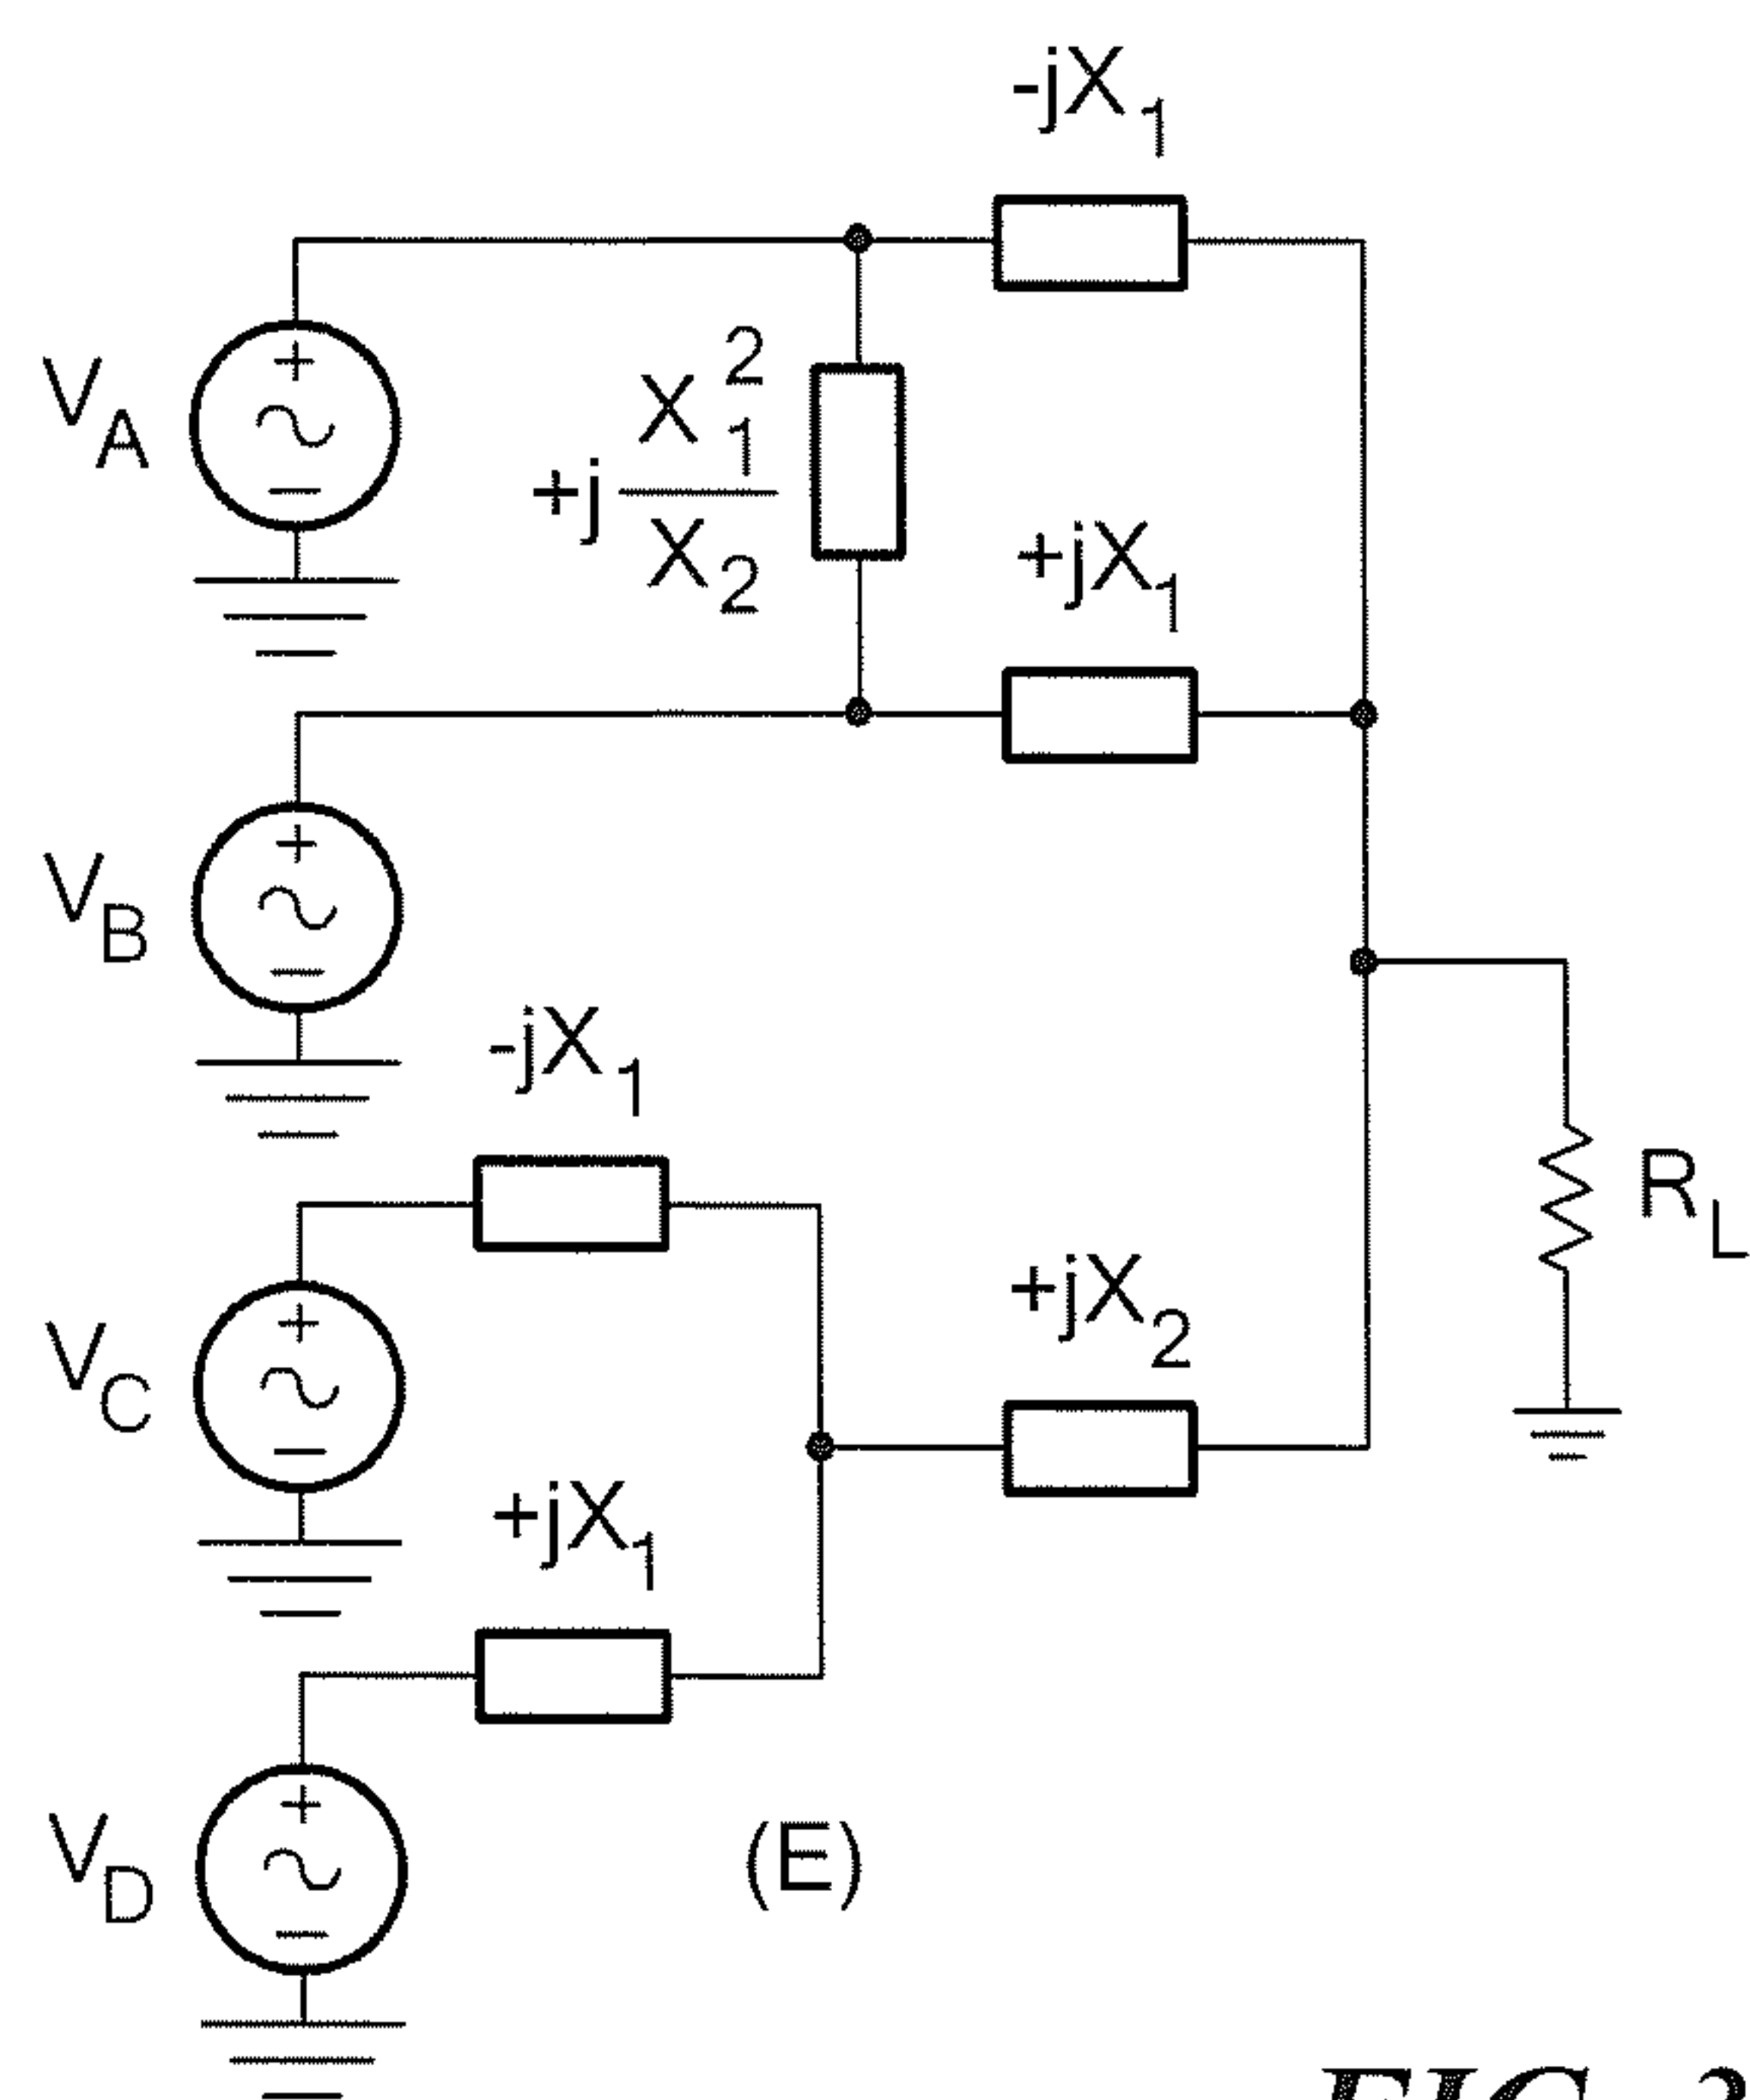 -jX1
VA
+j X1^2 / X2
+jX1
VB
-jX1
RL
+jX2
VC
+jX1
VD
(E)